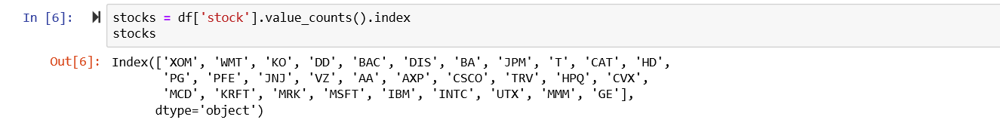 In [6]: stocks = df['stock'].value_counts().index
stocks
Out[6]: Index(['XOM', 'WMT', 'KO', 'DD', 'BAC', 'DIS', 'BA', 'JPM', 'T', 'CAT', 'HD',
'PG', 'PFE', 'JNJ', 'VZ', 'AA', 'AXP', 'CSCO', 'TRV', 'HPQ', 'CVX',
'MCD', 'KRFT', 'MRK', 'MSFT', 'IBM', 'INTC', 'UTX', 'MMM', 'GE'],
dtype='object')